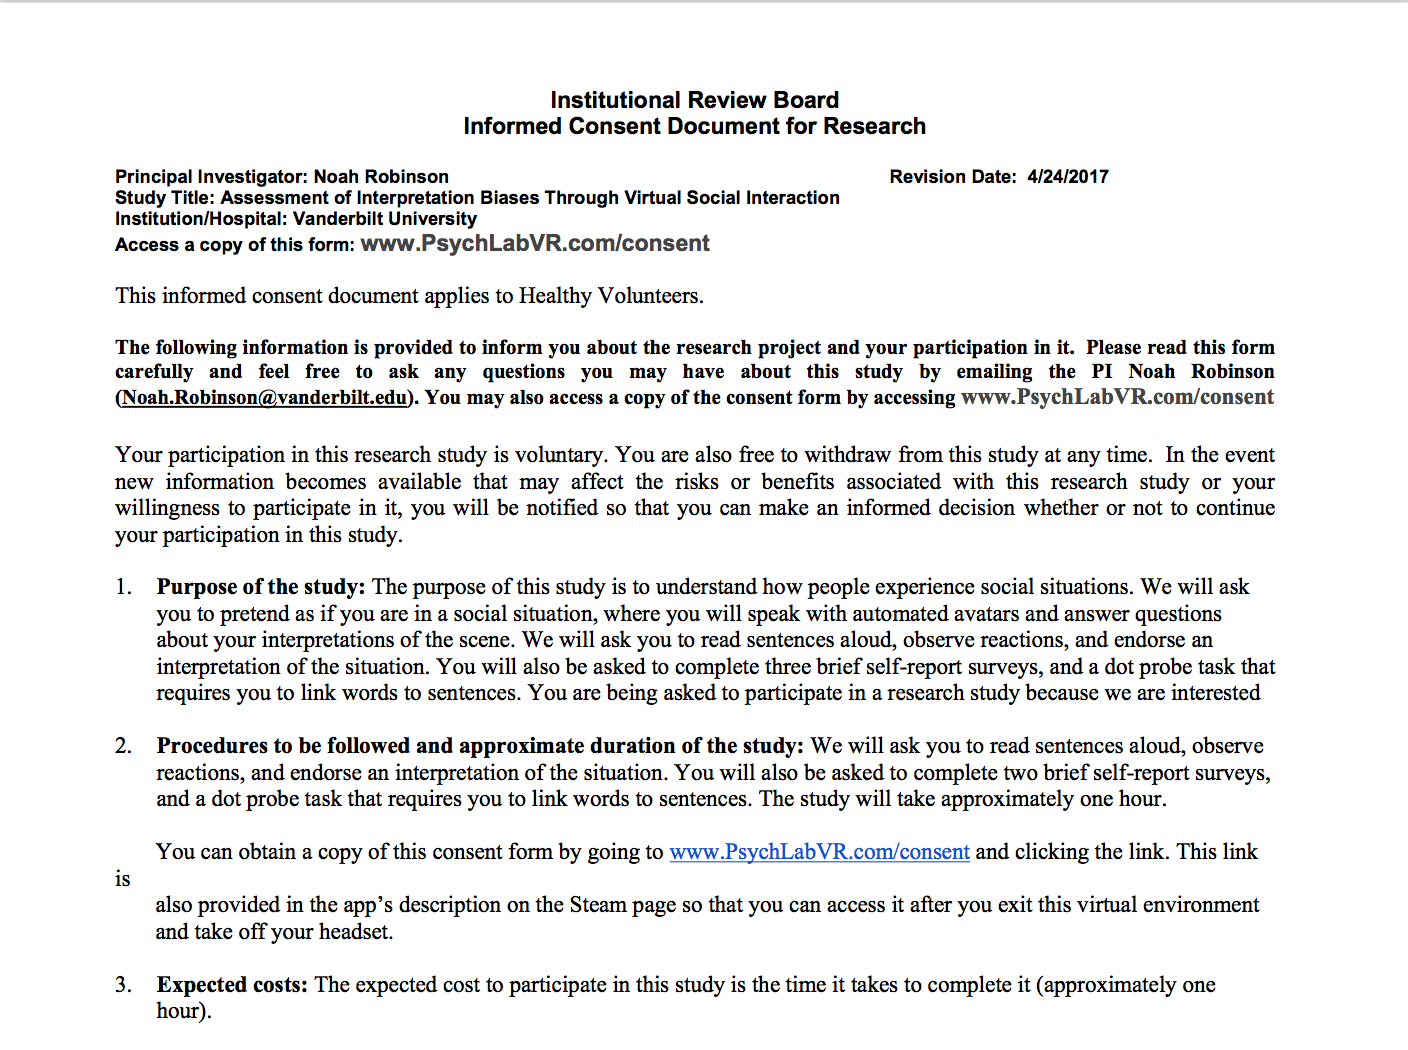 Institutional Review Board
Informed Consent Document for Research
Principal Investigator: Noah Robinson Revision Date: 4/24/2017
Study Title: Assessment of Interpretation Biases Through Virtual Social Interaction
Institution/Hospital: Vanderbilt University
Access a copy of this form: www.PsychLabVR.com/consent
This informed consent document applies to Healthy Volunteers.
The following information is provided to inform you about the research project and your participation in it. Please read this form
carefully and feel free to ask any questions you may have about this study by emailing the PI Noah Robinson
(Noah.Robinson@vanderbilt.edu). You may also access a copy of the consent form by accessing www.PsychLabVR.com/consent
Your participation in this research study is voluntary. You are also free to withdraw from this study at any time. In the event
new information becomes available that may affect the risks or benefits associated with this research study or your
willingness to participate in it, you will be notified so that you can make an informed decision whether or not to continue
your participation in this study.
1. Purpose of the study: The purpose of this study is to understand how people experience social situations. We will ask
you to pretend as if you are in a social situation, where you will speak with automated avatars and answer questions
about your interpretations of the scene. We will ask you to read sentences aloud, observe reactions, and endorse an
interpretation of the situation. You will also be asked to complete three brief self-report surveys, and a dot probe task that
requires you to link words to sentences. You are being asked to participate in a research study because we are interested
2. Procedures to be followed and approximate duration of the study: We will ask you to read sentences aloud, observe
reactions, and endorse an interpretation of the situation. You will also be asked to complete two brief self-report surveys,
and a dot probe task that requires you to link words to sentences. The study will take approximately one hour.
You can obtain a copy of this consent form by going to www.PsychLabVR.com/consent and clicking the link. This link
is
also provided in the app’s description on the Steam page so that you can access it after you exit this virtual environment
and take off your headset.
3. Expected costs: The expected cost to participate in this study is the time it takes to complete it (approximately one
hour).